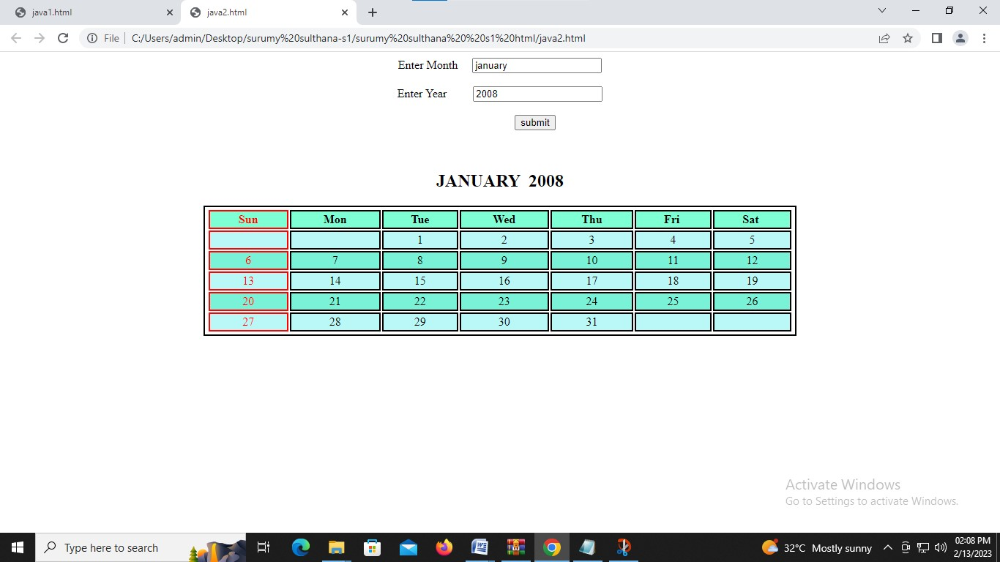 java1.html
java2.html
File
C:/Users/admin/Desktop/surumy%20sulthana-s1/surumy%20sulthana%20%20s1%20html/java2.html
Enter Month january
Enter Year 2008
submit
JANUARY 2008
Sun Mon Tue Wed Thu Fri Sat
1 2 3 4 5
6 7 8 9 10 11 12
13 14 15 16 17 18 19
20 21 22 23 24 25 26
27 28 29 30 31
Activate Windows
Go to Settings to activate Windows.
Type here to search
32°C Mostly sunny
02:08 PM
2/13/2023